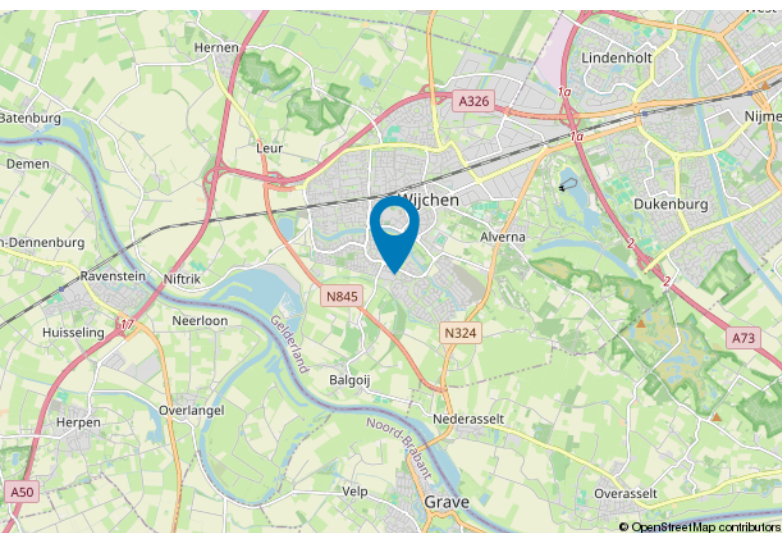 West
Hernen
Lindenholt
1a
A326
Batenburg
1a
Nijme
Leur
Demen
Wijchen
Dukenburg
Alverna
n-Dennenburg
2
Ravenstein
Niftrik
2
N845
17
Neerloon
Huisseling
Gelderland
N324
A73
Balgoij
Overlangel
Herpen
Nederasselt
Noord-Brabant
A50
Velp
Grave
Overasselt
© OpenStreetMap contributors